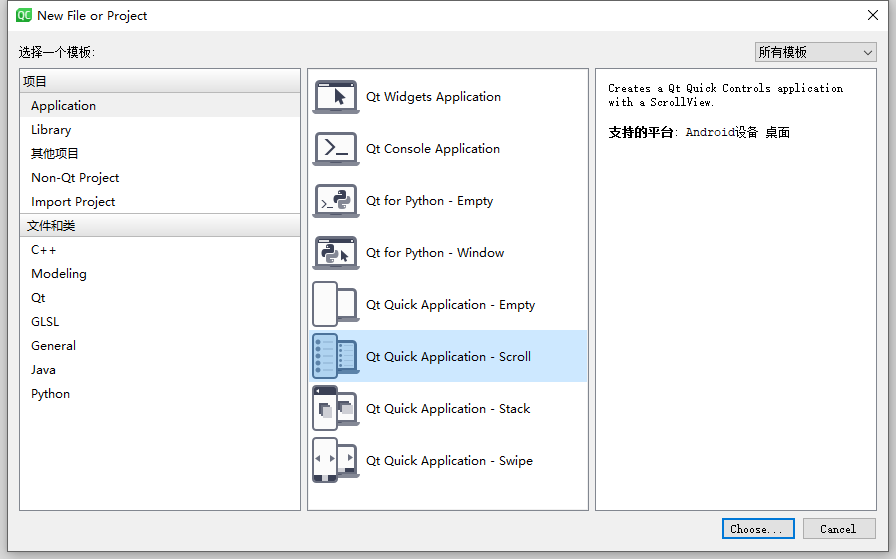 QC New File or Project
选择一个模板:
所有模板
项目
Application
Library
其他项目
Non-Qt Project
Import Project
文件和类
C++
Modeling
Qt
GLSL
General
Java
Python
Qt Widgets Application
Qt Console Application
Qt for Python - Empty
Qt for Python - Window
Qt Quick Application - Empty
Qt Quick Application - Scroll
Qt Quick Application - Stack
Qt Quick Application - Swipe
Creates a Qt Quick Controls application
with a ScrollView.
支持的平台: Android设备 桌面
Choose...
Cancel